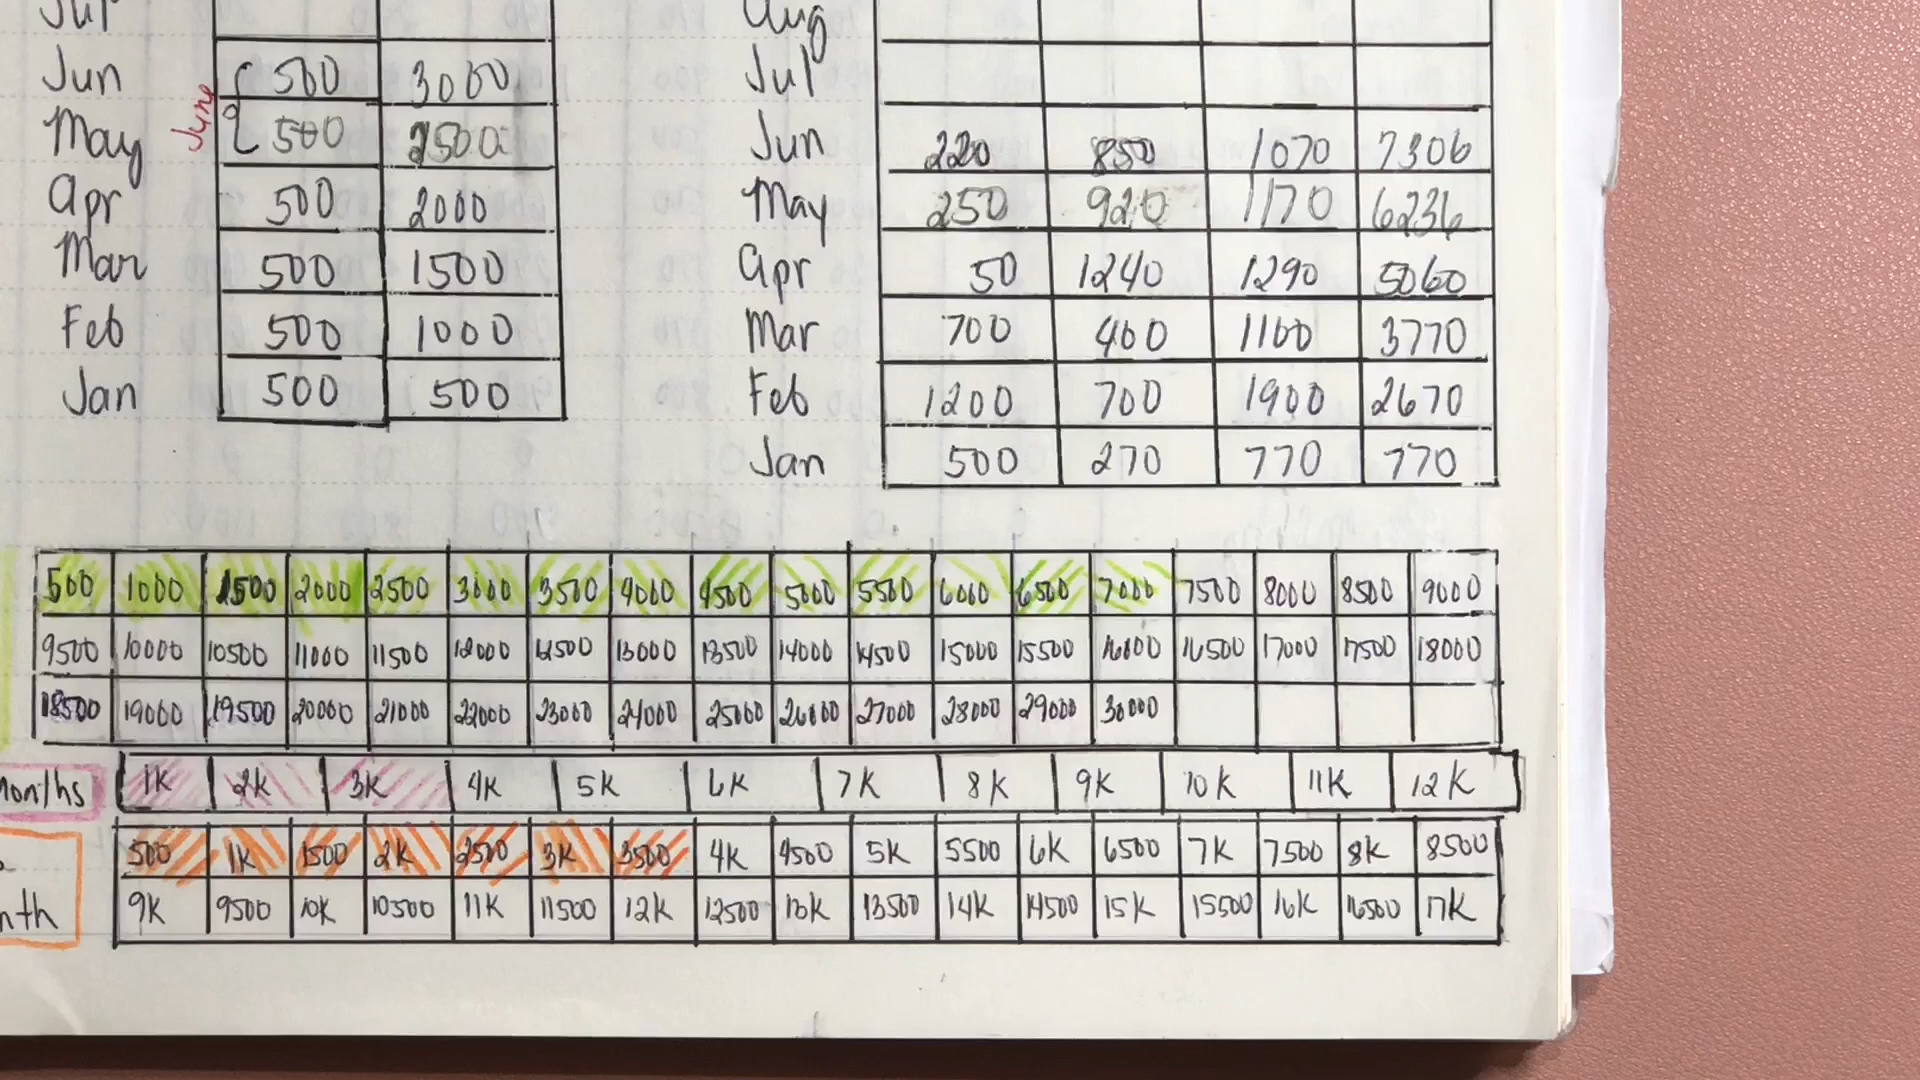 Jul
Jun 500 3000
June
May 500 2500
Apr 500 2000
Mar 500 1500
Feb 500 1000
Jan 500 500
Aug
Jul
Jun 220 850 1070 7306
May 250 920 1170 6236
Apr 50 1240 1290 5060
Mar 700 400 1100 3770
Feb 1200 700 1900 2670
Jan 500 270 770 770
500 1000 1500 2000 2500 3000 3500 4000 4500 5000 5500 6000 6500 7000 7500 8000 8500 9000
9500 10000 10500 11000 11500 12000 12500 13000 13500 14000 14500 15000 15500 16000 16500 17000 17500 18000
18500 19000 19500 20000 21000 22000 23000 24000 25000 26000 27000 28000 29000 30000
onths 1K 2K 3K 4K 5K 6K 7K 8K 9K 10K 11K 12K
500 1K 1500 2K 2500 3K 3500 4K 4500 5K 5500 6K 6500 7K 7500 8K 8500
nth 9K 9500 10K 10500 11K 11500 12K 12500 13K 13500 14K 14500 15K 15500 16K 16500 17K